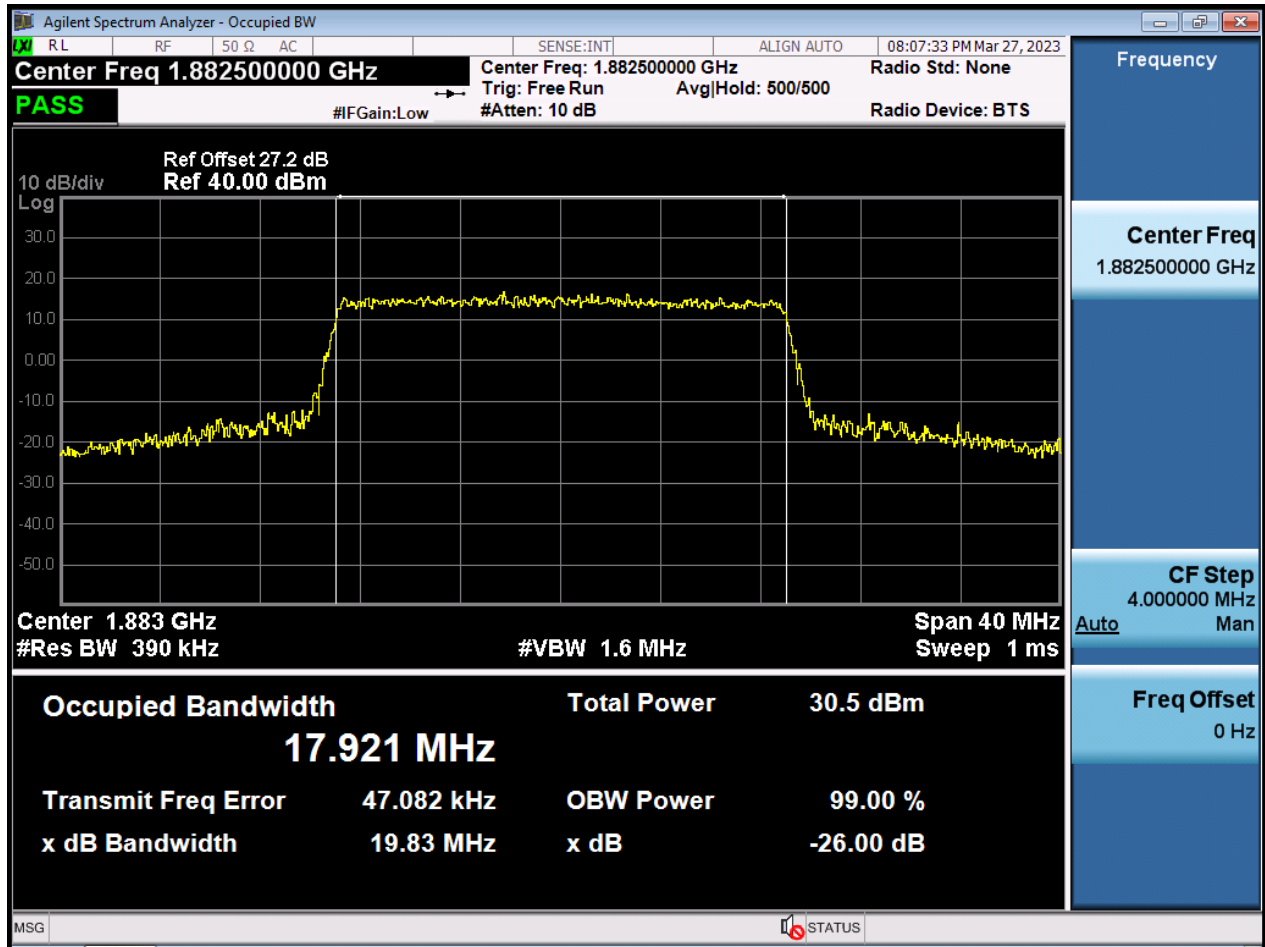 Agilent Spectrum Analyzer - Occupied BW
LXI RL RF 50 Ω AC SENSE:INT ALIGN AUTO 08:07:33 PM Mar 27, 2023
Center Freq 1.882500000 GHz
Center Freq: 1.882500000 GHz
Radio Std: None
PASS
Trig: Free Run Avg|Hold: 500/500
#IFGain:Low
#Atten: 10 dB
Radio Device: BTS
Ref Offset 27.2 dB
10 dB/div Ref 40.00 dBm
Log
30.0
20.0
10.0
0.00
-10.0
-20.0
-30.0
-40.0
-50.0
Center 1.883 GHz Span 40 MHz
#Res BW 390 kHz #VBW 1.6 MHz Sweep 1 ms
Occupied Bandwidth Total Power 30.5 dBm
17.921 MHz
Transmit Freq Error 47.082 kHz OBW Power 99.00 %
x dB Bandwidth 19.83 MHz x dB -26.00 dB
MSG STATUS
Frequency
Center Freq
1.882500000 GHz
CF Step
4.000000 MHz
Auto Man
Freq Offset
0 Hz